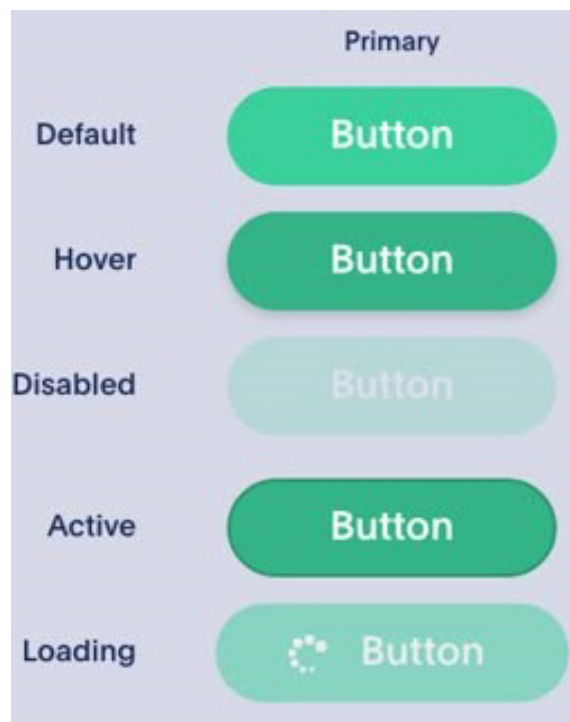 Primary
Default Button
Hover Button
Disabled Button
Active Button
Loading Button